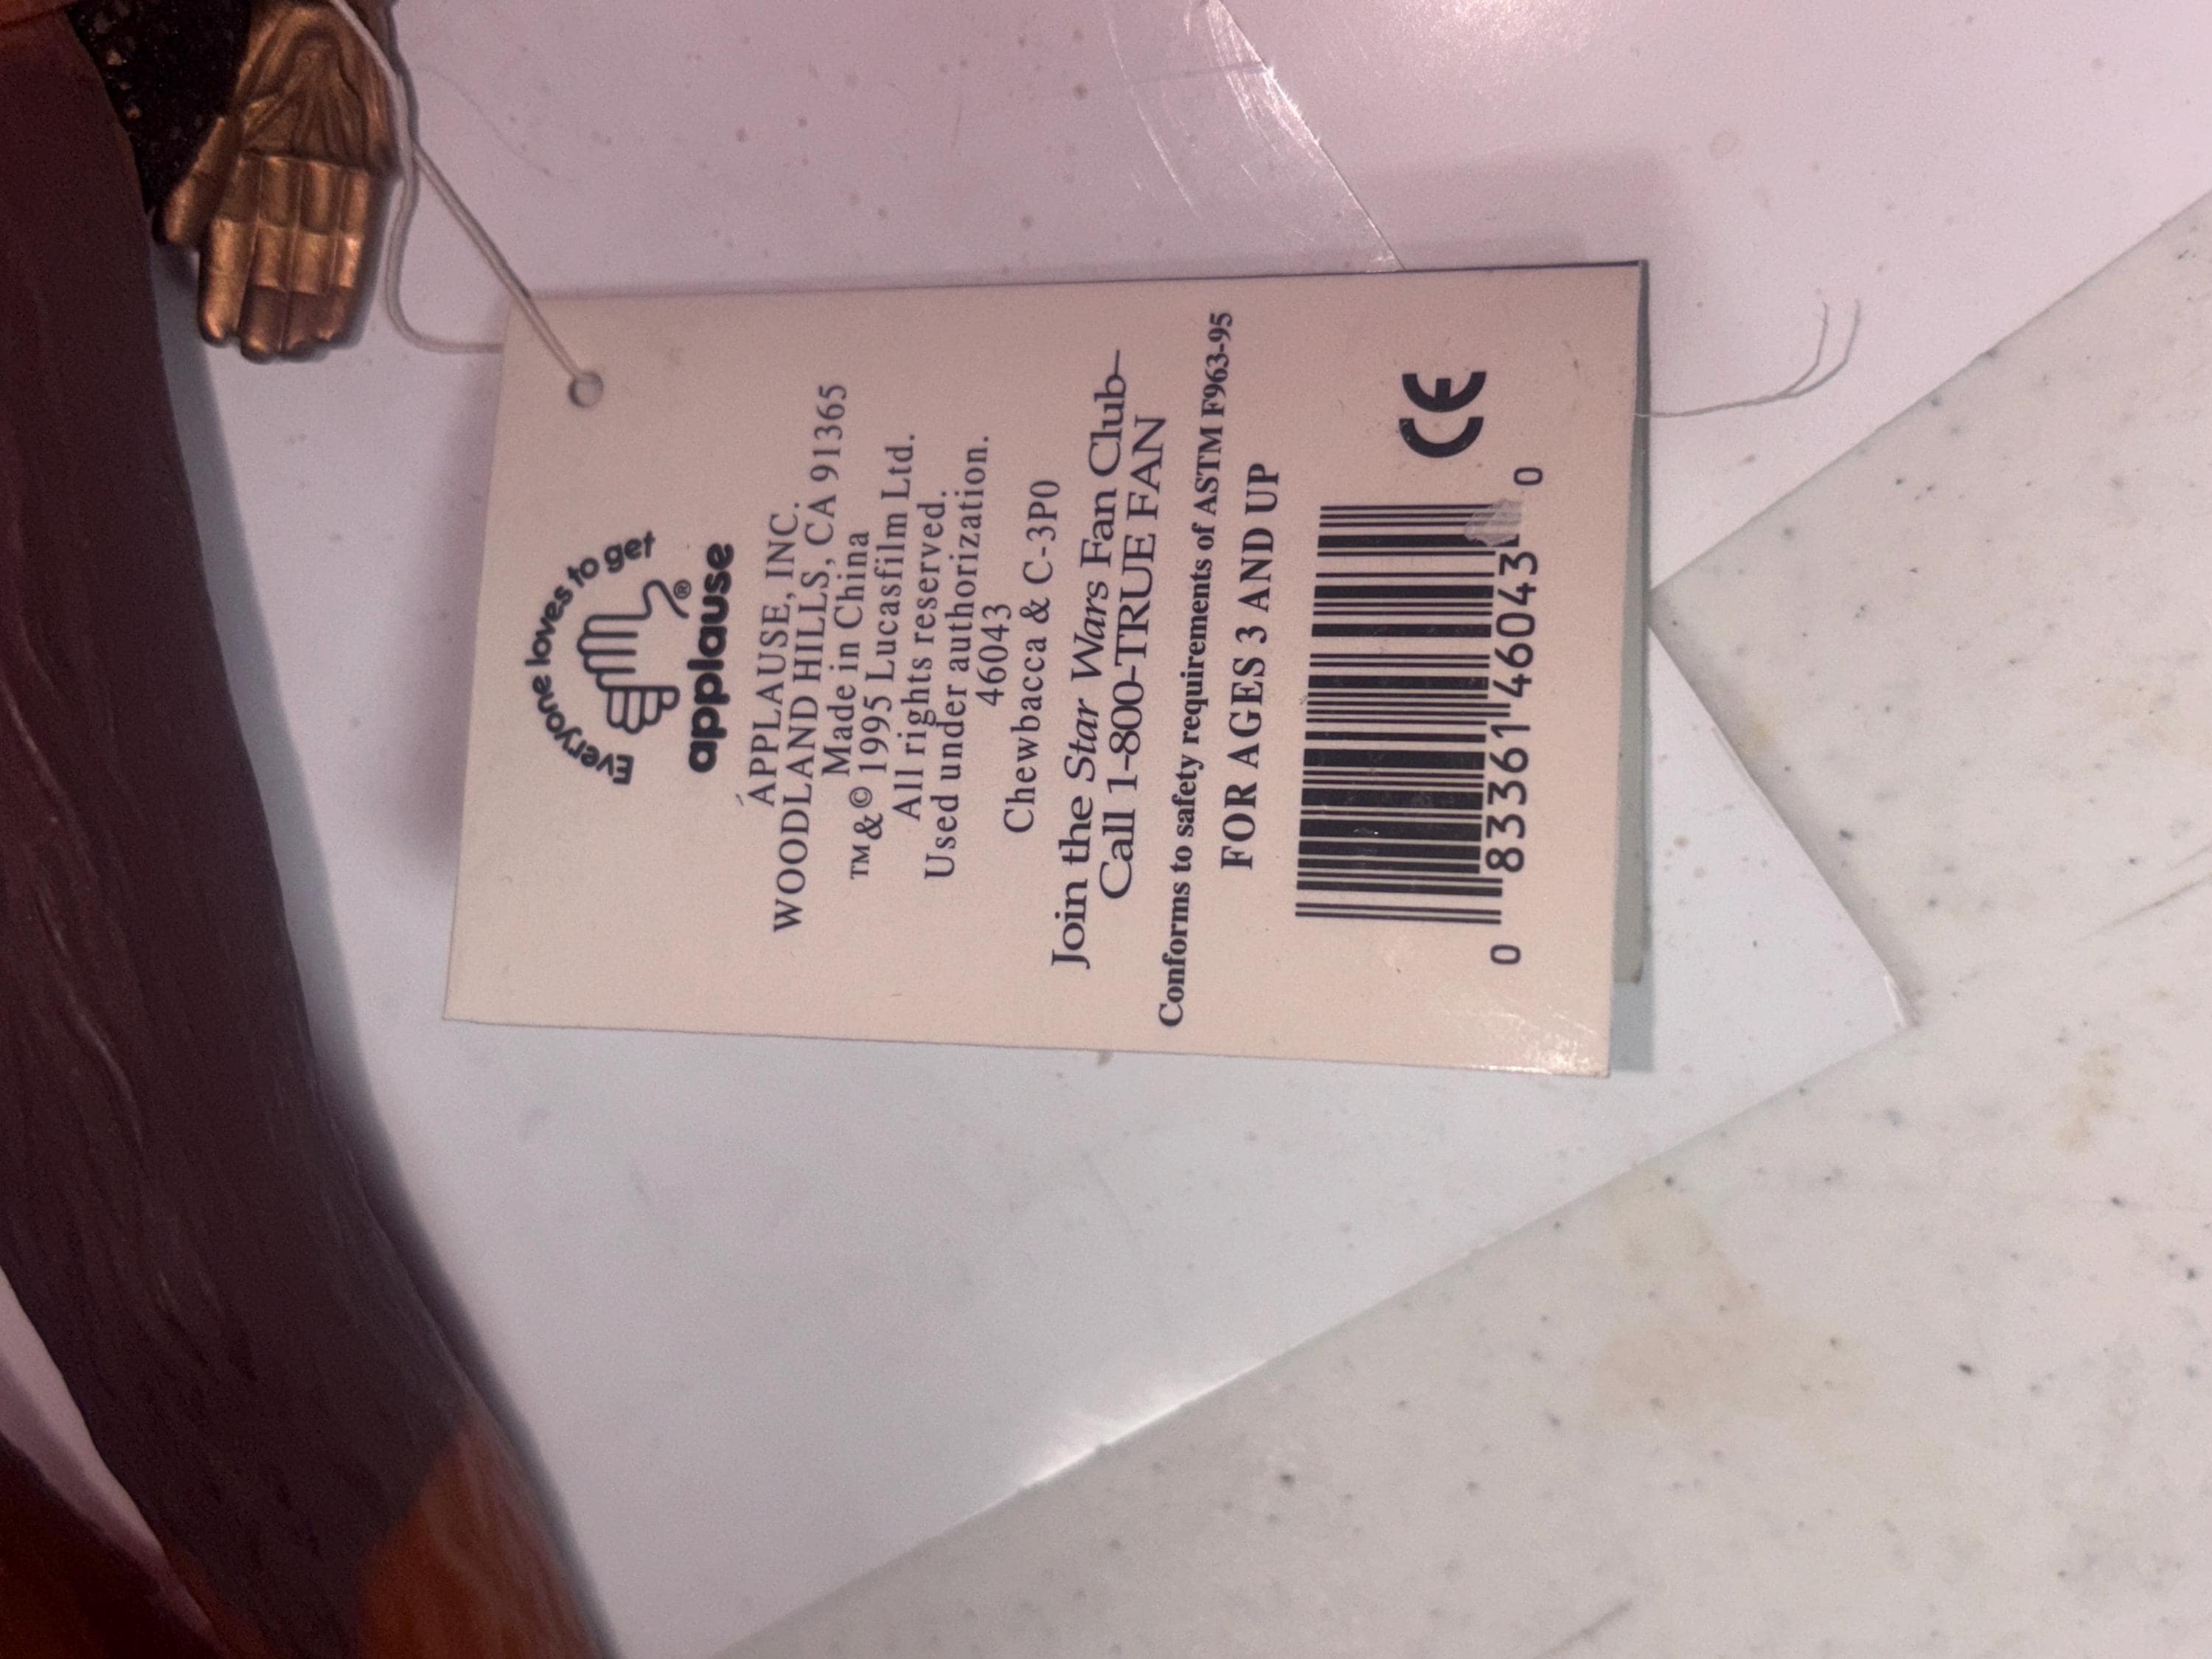 Everyone loves to get
applause®
APPLAUSE, INC.
WOODLAND HILLS, CA 91365
Made in China
™&© 1995 Lucasfilm Ltd.
All rights reserved.
Used under authorization.
46043
Chewbacca & C-3P0
Join the Star Wars Fan Club—
Call 1-800-TRUE FAN
Conforms to safety requirements of ASTM F963-95
FOR AGES 3 AND UP
CE
0 83361 46043 0